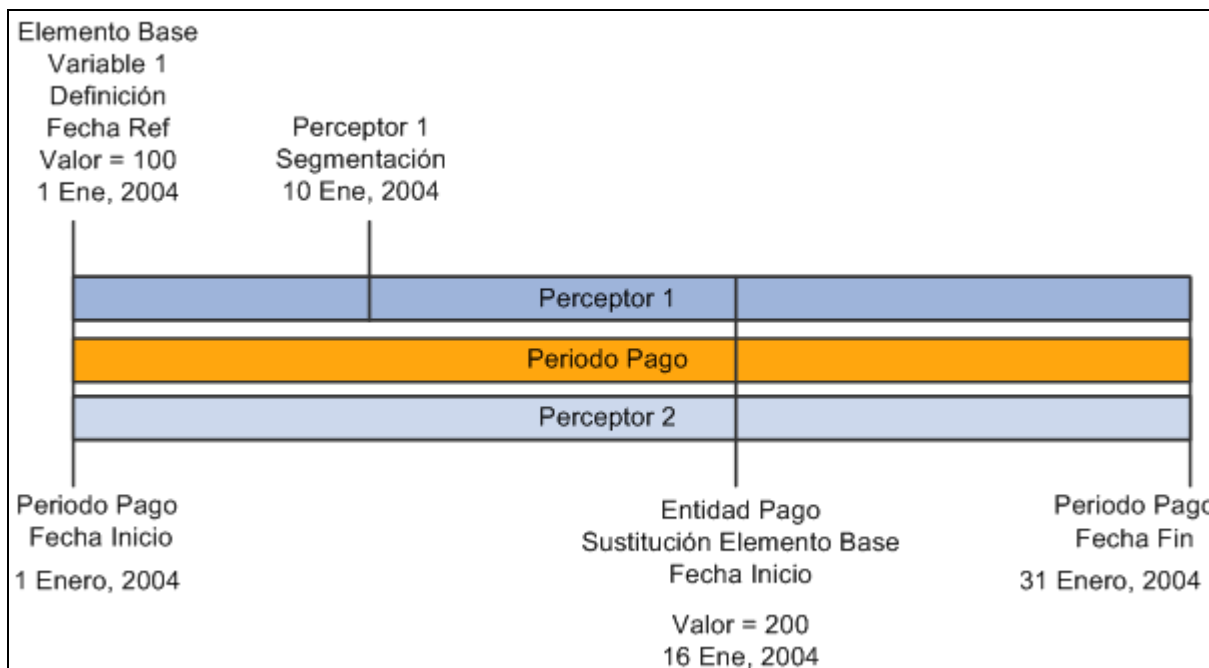 Elemento Base
Variable 1
Definición
Fecha Ref
Valor = 100
1 Ene, 2004
Perceptor 1
Segmentación
10 Ene, 2004
Perceptor 1
Periodo Pago
Perceptor 2
Periodo Pago
Fecha Inicio
1 Enero, 2004
Entidad Pago
Sustitución Elemento Base
Fecha Inicio
Valor = 200
16 Ene, 2004
Periodo Pago
Fecha Fin
31 Enero, 2004